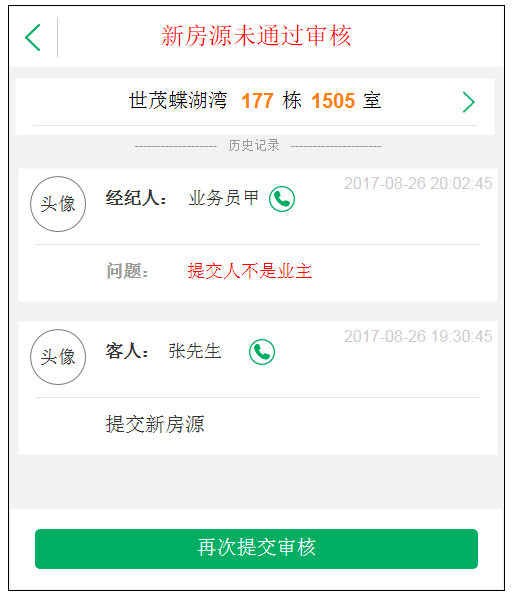 新房源未通过审核
世茂蝶湖湾 177 栋 1505 室
------------------- 历史记录 ---------------------
头像
经纪人： 业务员甲
2017-08-26 20:02:45
问题： 提交人不是业主
头像
客人： 张先生
2017-08-26 19:30:45
提交新房源
再次提交审核